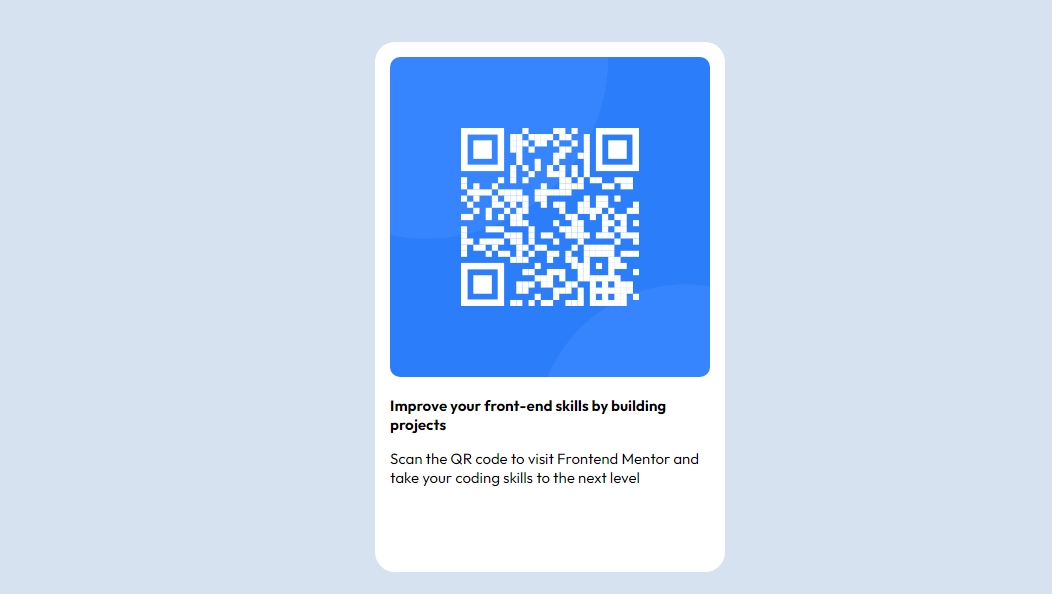 Improve your front-end skills by building
projects
Scan the QR code to visit Frontend Mentor and
take your coding skills to the next level